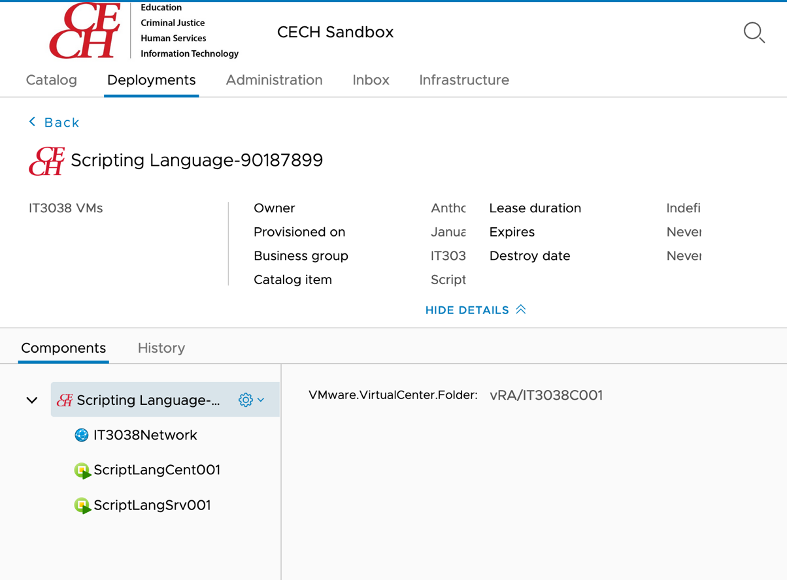 CECH
Education
Criminal Justice
Human Services
Information Technology
CECH Sandbox
Catalog Deployments Administration Inbox Infrastructure
Back
CECH Scripting Language-90187899
IT3038 VMs
Owner Antho Lease duration Indefi
Provisioned on Janua Expires Never
Business group IT303 Destroy date Never
Catalog item Script
HIDE DETAILS
Components History
CECH Scripting Language-...
VMware.VirtualCenter.Folder: vRA/IT3038C001
IT3038Network
ScriptLangCent001
ScriptLangSrv001